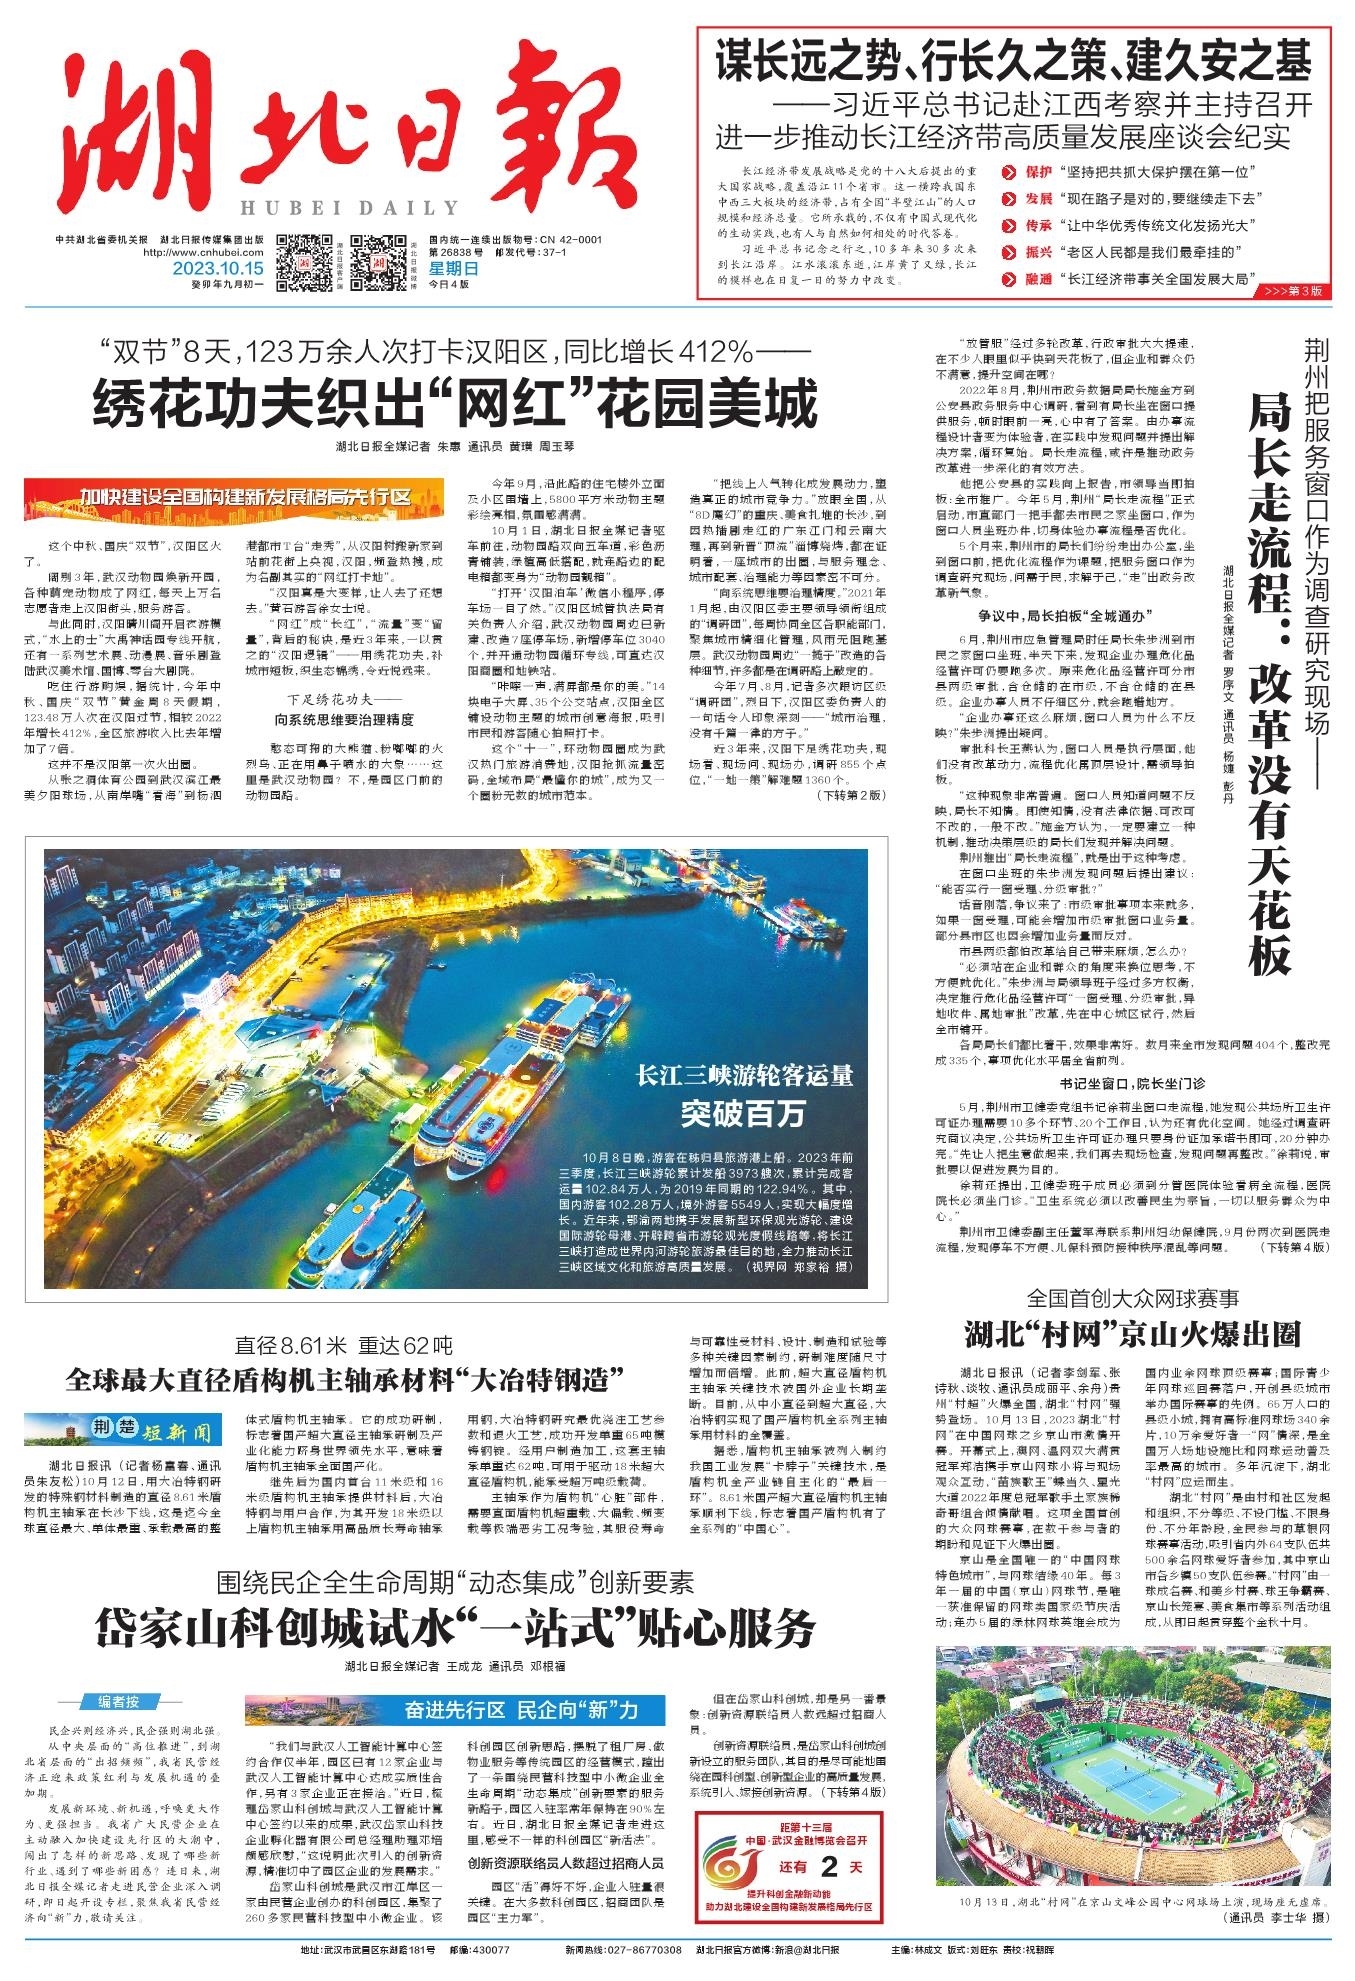 湖北日报
HUBEI DAILY
中共湖北省委机关报 湖北日报传媒集团出版
http://www.cnhubei.com
2023.10.15
癸卯年九月初一
湖北日报客户端
湖北日报微博
国内统一连续出版物号:CN 42-0001
第26838号 邮发代号:37-1
星期日
今日4版
谋长远之势、行长久之策、建久安之基
——习近平总书记赴江西考察并主持召开
进一步推动长江经济带高质量发展座谈会纪实
长江经济带发展战略是党的十八大后提出的重
大国家战略,覆盖沿江11个省市。这一横跨我国东
中西三大板块的经济带,占有全国“半壁江山”的人口
规模和经济总量。它所承载的,不仅有中国式现代化
的生动实践,也有人与自然如何相处的时代答卷。
习近平总书记念之行之,10多年来30多次来
到长江沿岸。江水滚滚东逝,江岸黄了又绿,长江
的模样也在日复一日的努力中改变。
保护 “坚持把共抓大保护摆在第一位”
发展 “现在路子是对的,要继续走下去”
传承 “让中华优秀传统文化发扬光大”
振兴 “老区人民都是我们最牵挂的”
融通 “长江经济带事关全国发展大局”
>>>第3版
“双节”8天,123万余人次打卡汉阳区,同比增长412%——
绣花功夫织出“网红”花园美城
湖北日报全媒记者 朱惠 通讯员 黄璜 周玉琴
加快建设全国构建新发展格局先行区
这个中秋、国庆“双节”,汉阳区火
了。
阔别3年,武汉动物园焕新开园,
各种萌宠动物成了网红,每天上万名
志愿者走上汉阳街头,服务游客。
与此同时,汉阳晴川阁开启夜游模
式,“水上的士”大禹神话园专线开航,
还有一系列艺术展、动漫展、音乐剧登
陆武汉美术馆、国博、琴台大剧院。
吃住行游购娱,据统计,今年中
秋、国庆“双节”黄金周8天假期,
123.48万人次在汉阳过节,相较2022
年增长412%,全区旅游收入比去年增
加了7倍。
这并不是汉阳第一次火出圈。
从张之洞体育公园到武汉滨江最
美夕阳球场,从南岸嘴“看海”到杨泗
港都市T台“走秀”,从汉阳树搬新家到
站前花街上央视,汉阳,频登热搜,成
为名副其实的“网红打卡地”。
“汉阳真是大变样,让人去了还想
去。”黄石游客徐女士说。
“网红”成“长红”,“流量”变“留
量”,背后的秘诀,是近3年来,一以贯
之的“汉阳逻辑”——用绣花功夫,补
城市短板,织生态锦绣,令近悦远来。
下足绣花功夫——
向系统思维要治理精度
憨态可掬的大熊猫、粉嘟嘟的火
烈鸟、正在用鼻子喷水的大象……这
里是武汉动物园?不,是园区门前的
动物园路。
今年9月,沿此路的住宅楼外立面
及小区围墙上,5800平方米动物主题
彩绘亮相,氛围感满满。
10月1日,湖北日报全媒记者驱
车前往,动物园路双向五车道,彩色沥
青铺装,绿植高低搭配,就连路边的配
电箱都变身为“动物园靓箱”。
“打开‘汉阳泊车’微信小程序,停
车场一目了然。”汉阳区城管执法局有
关负责人介绍,武汉动物园周边已新
建、改造7座停车场,新增停车位3040
个,并开通动物园循环专线,可直达汉
阳商圈和地铁站。
“咔嚓一声,满屏都是你的美。”14
块电子大屏、35个公交站点,汉阳全区
铺设动物主题的城市创意海报,吸引
市民和游客随心拍照打卡。
这个“十一”,环动物园圈成为武
汉热门旅游消费地,汉阳抢抓流量密
码,全域布局“最懂你的城”,成为又一
个圈粉无数的城市范本。
“把线上人气转化成发展动力,塑
造真正的城市竞争力。”放眼全国,从
“8D魔幻”的重庆、美食扎堆的长沙,到
因热播剧走红的广东江门和云南大
理,再到新晋“顶流”淄博烧烤,都在证
明着,一座城市的出圈,与服务理念、
城市配套、治理能力等因素密不可分。
“向系统思维要治理精度。”2021年
1月起,由汉阳区委主要领导领衔组成
的“调研团”,每周协同全区各职能部门,
聚焦城市精细化管理,风雨无阻跑基
层。武汉动物园周边“一揽子”改造的各
种细节,许多都是在调研路上敲定的。
今年7月、8月,记者多次跟访区级
“调研团”,烈日下,汉阳区委负责人的
一句话令人印象深刻——“城市治理,
没有千篇一律的方子。”
近3年来,汉阳下足绣花功夫,现
场看、现场问、现场办,调研855个点
位,“一地一策”解难题1360个。
(下转第2版)
长江三峡游轮客运量
突破百万
10月8日晚,游客在秭归县旅游港上船。2023年前
三季度,长江三峡游轮累计发船3973艘次,累计完成客
运量102.84万人,为2019年同期的122.94%。其中,
国内游客102.28万人,境外游客5549人,实现大幅度增
长。近年来,鄂渝两地携手发展新型环保观光游轮、建设
国际游轮母港、开辟跨省市游轮观光度假线路等,将长江
三峡打造成世界内河游轮旅游最佳目的地,全力推动长江
三峡区域文化和旅游高质量发展。(视界网 郑家裕 摄)
荆州把服务窗口作为调查研究现场——
局长走流程:改革没有天花板
湖北日报全媒记者 罗序文 通讯员 杨婕 彭丹
“放管服”经过多轮改革,行政审批大大提速,
在不少人眼里似乎快到天花板了,但企业和群众仍
不满意,提升空间在哪?
2022年8月,荆州市政务数据局局长施金方到
公安县政务服务中心调研,看到有局长坐在窗口提
供服务,顿时眼前一亮,心中有了答案。由办事流
程设计者变为体验者,在实践中发现问题并提出解
决方案,循环复始。局长走流程,或许是推动政务
改革进一步深化的有效方法。
他把公安县的实践向上报告,市领导当即拍
板:全市推广。今年5月,荆州“局长走流程”正式
启动,市直部门一把手都去市民之家坐窗口,作为
窗口人员坐班办件,切身体验办事流程是否优化。
5个月来,荆州市的局长们纷纷走出办公室,坐
到窗口前,把优化流程作为课题,把服务窗口作为
调查研究现场,问需于民,求解于己,“走”出政务改
革新气象。
争议中,局长拍板“全城通办”
6月,荆州市应急管理局时任局长朱步洲到市
民之家窗口坐班,半天下来,发现企业办理危化品
经营许可仍要跑多次。原来危化品经营许可分市
县两级审批,含仓储的在市级,不含仓储的在县
级。企业办事人员不仔细区分,就会跑错地方。
“企业办事还这么麻烦,窗口人员为什么不反
映?”朱步洲提出疑问。
审批科长王燕认为,窗口人员是执行层面,他
们没有改革动力,流程优化属顶层设计,需领导拍
板。
“这种现象非常普遍。窗口人员知道问题不反
映,局长不知情。即使知情,没有法律依据、可改可
不改的,一般不改。”施金方认为,一定要建立一种
机制,推动决策层级的局长们发现并解决问题。
荆州推出“局长走流程”,就是出于这种考虑。
在窗口坐班的朱步洲发现问题后提出建议:
“能否实行一窗受理、分级审批?”
话音刚落,争议来了:市级审批事项本来就多,
如果一窗受理,可能会增加市级审批窗口业务量。
部分县市区也因会增加业务量而反对。
市县两级都怕改革给自己带来麻烦,怎么办?
“必须站在企业和群众的角度来换位思考,不
方便就优化。”朱步洲与局领导班子经过多方权衡,
决定推行危化品经营许可“一窗受理、分级审批,异
地收件、属地审批”改革,先在中心城区试行,然后
全市铺开。
各局局长们都比着干,效果非常好。数月来全市发现问题404个,整改完
成335个,事项优化水平居全省前列。
书记坐窗口,院长坐门诊
5月,荆州市卫健委党组书记徐莉坐窗口走流程,她发现公共场所卫生许
可证办理需要10多个环节、20个工作日,认为还有优化空间。她经过调查研
究商议决定,公共场所卫生许可证办理只要身份证加承诺书即可,20分钟办
完。“先让人把生意做起来,我们再去现场检查,发现问题再整改。”徐莉说,审
批要以促进发展为目的。
徐莉还提出,卫健委班子成员必须到分管医院体验看病全流程,医院
院长必须坐门诊。“卫生系统必须以改善民生为宗旨,一切以服务群众为中
心。”
荆州市卫健委副主任董军海联系荆州妇幼保健院,9月份两次到医院走
流程,发现停车不方便、儿保科预防接种秩序混乱等问题。 (下转第4版)
直径8.61米 重达62吨
全球最大直径盾构机主轴承材料“大冶特钢造”
荆楚短新闻
湖北日报讯(记者杨富春、通讯
员朱友松)10月12日,用大冶特钢研
发的特殊钢材料制造的直径8.61米盾
构机主轴承在长沙下线,这是迄今全
球直径最大、单体最重、承载最高的整
体式盾构机主轴承。它的成功研制,
标志着国产超大直径主轴承研制及产
业化能力跻身世界领先水平,意味着
盾构机主轴承全面国产化。
继先后为国内首台11米级和16
米级盾构机主轴承提供材料后,大冶
特钢与用户合作,为其开发18米级以
上盾构机主轴承用高品质长寿命轴承
用钢,大冶特钢研究最优浇注工艺参
数和退火工艺,成功开发单重65吨模
铸钢锭。经用户制造加工,这套主轴
承单重达62吨,可用于驱动18米超大
直径盾构机,能承受超万吨级载荷。
主轴承作为盾构机“心脏”部件,
需要直面盾构机超重载、大偏载、频变
载等极端恶劣工况考验,其服役寿命
与可靠性受材料、设计、制造和试验等
多种关键因素制约,研制难度随尺寸
增加而倍增。此前,超大直径盾构机
主轴承关键技术被国外企业长期垄
断。目前,从中小直径到超大直径,大
冶特钢实现了国产盾构机全系列主轴
承用材料的全覆盖。
据悉,盾构机主轴承被列入制约
我国工业发展“卡脖子”关键技术,是
盾构机全产业链自主化的“最后一
环”。8.61米国产超大直径盾构机主轴
承顺利下线,标志着国产盾构机有了
全系列的“中国心”。
全国首创大众网球赛事
湖北“村网”京山火爆出圈
湖北日报讯(记者李剑军、张
诗秋、谈牧、通讯员成丽平、余舟)贵
州“村超”火爆全国,湖北“村网”强
势登场。10月13日,2023湖北“村
网”在中国网球之乡京山市激情开
赛。开幕式上,澳网、温网双大满贯
冠军郑洁携手京山网球小将与现场
观众互动,“苗族歌王”蝶当久、星光
大道2022年度总冠军歌手土家族稀
奇哥组合倾情献唱。这项全国首创
的大众网球赛事,在数千参与者的
期盼和见证下火爆出圈。
京山是全国唯一的“中国网球
特色城市”,与网球结缘40年。每3
年一届的中国(京山)网球节,是唯
一获准保留的网球类国家级节庆活
动;连办5届的绿林网球英雄会成为
国内业余网球顶级赛事;国际青少
年网球巡回赛落户,开创县级城市
举办国际赛事的先例。65万人口的
县级小城,拥有高标准网球场340余
片,10万余爱好者一“网”情深,是全
国万人场地设施比和网球运动普及
率最高的城市。多年沉淀下,湖北
“村网”应运而生。
湖北“村网”是由村和社区发起
和组织,不分等级、不设门槛、不限身
份、不分年龄段,全民参与的草根网
球赛事活动,吸引省内外64支队伍共
500余名网球爱好者参加,其中京山
市各乡镇50支队伍参赛。“村网”由一
球成名赛、和美乡村赛、球王争霸赛、
京山长笼宴、美食集市等系列活动组
成,从即日起贯穿整个金秋十月。
10月13日,湖北“村网”在京山文峰公园中心网球场上演,现场座无虚席。
(通讯员 李士华 摄)
围绕民企全生命周期“动态集成”创新要素
岱家山科创城试水“一站式”贴心服务
湖北日报全媒记者 王成龙 通讯员 邓根福
编者按
民企兴则经济兴,民企强则湖北强。
从中央层面的“高位推进”,到湖
北省层面的“出招频频”,我省民营经
济正迎来政策红利与发展机遇的叠
加期。
发展新环境、新机遇,呼唤更大作
为、更强担当。我省广大民营企业在
主动融入加快建设先行区的大潮中,
闯出了怎样的新思路、发现了哪些新
行业、遇到了哪些新困惑?连日来,湖
北日报全媒记者走进民营企业深入调
研,即日起开设专栏,聚焦我省民营经
济向“新”力,敬请关注。
奋进先行区 民企向“新”力
“我们与武汉人工智能计算中心签
约合作仅半年,园区已有12家企业与
武汉人工智能计算中心达成实质性合
作,另有3家企业正在接洽。”近日,梳
理岱家山科创城与武汉人工智能计算
中心签约以来的成果,武汉岱家山科技
企业孵化器有限公司总经理助理邓培
颇感欣慰,“这说明此次引入的创新资
源,精准切中了园区企业的发展需求。”
岱家山科创城是武汉市江岸区一
家由民营企业创办的科创园区,集聚了
260多家民营科技型中小微企业。该
科创园区创新思路,摆脱了租厂房、做
物业服务等传统园区的经营模式,蹚出
了一条围绕民营科技型中小微企业全
生命周期“动态集成”创新要素的服务
新路子,园区入驻率常年保持在90%左
右。近日,湖北日报全媒记者走进这
里,感受不一样的科创园区“新活法”。
创新资源联络员人数超过招商人员
园区“活”得好不好,企业入驻量很
关键。在大多数科创园区,招商团队是
园区“主力军”。
但在岱家山科创城,却是另一番景
象:创新资源联络员人数远超过招商人
员。
创新资源联络员,是岱家山科创城创
新设立的服务团队,其目的是尽可能地围
绕在园科创型、创新型企业的高质量发展,
系统引入、嫁接创新资源。(下转第4版)
距第十三届
中国·武汉金融博览会召开
还有 2 天
提升科创金融新动能
助力湖北建设全国构建新发展格局先行区
地址:武汉市武昌区东湖路181号 邮编:430077 新闻热线:027-86770308 湖北日报官方微博:新浪@湖北日报 主编:林成文 版式:刘旺东 责校:祝朝晖